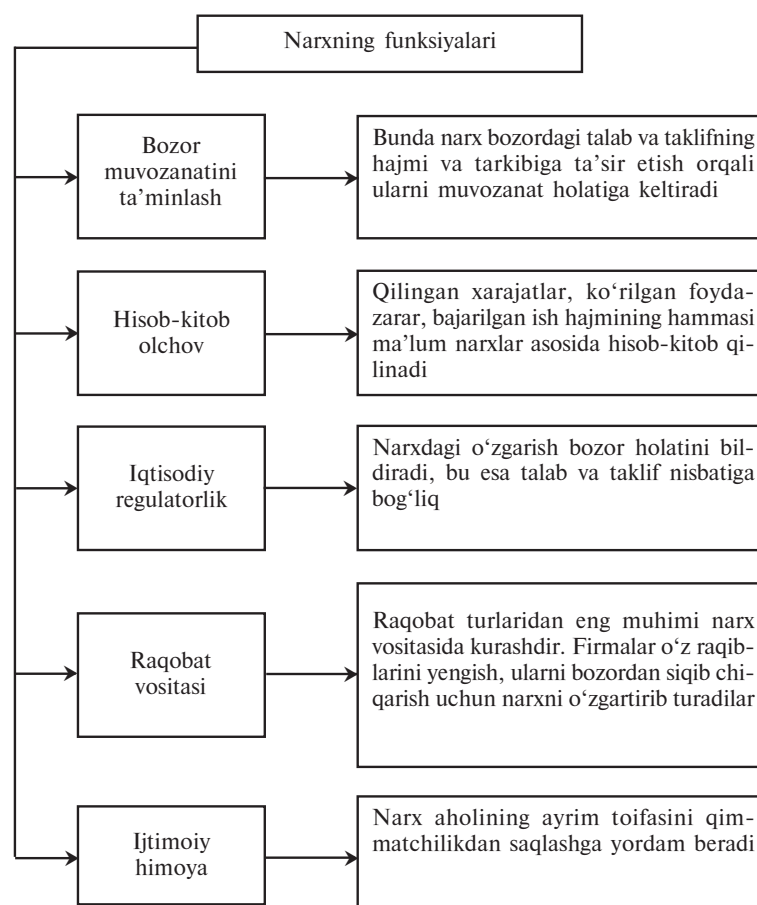 Narxning funksiyalari
Bozor
muvozanatini
ta’minlash
Bunda narx bozordagi talab va taklifning
hajmi va tarkibiga ta’sir etish orqali
ularni muvozanat holatiga keltiradi
Hisob-kitob
olchov
Qilingan xarajatlar, ko‘rilgan foyda-
zarar, bajarilgan ish hajmining hammasi
ma’lum narxlar asosida hisob-kitob qi-
linadi
Iqtisodiy
regulatorlik
Narxdagi o‘zgarish bozor holatini bil-
diradi, bu esa talab va taklif nisbatiga
bog‘liq
Raqobat
vositasi
Raqobat turlaridan eng muhimi narx
vositasida kurashdir. Firmalar o‘z raqib-
larini yengish, ularni bozordan siqib chi-
qarish uchun narxni o‘zgartirib turadilar
Ijtimoiy
himoya
Narx aholining ayrim toifasini qim-
matchilikdan saqlashga yordam beradi